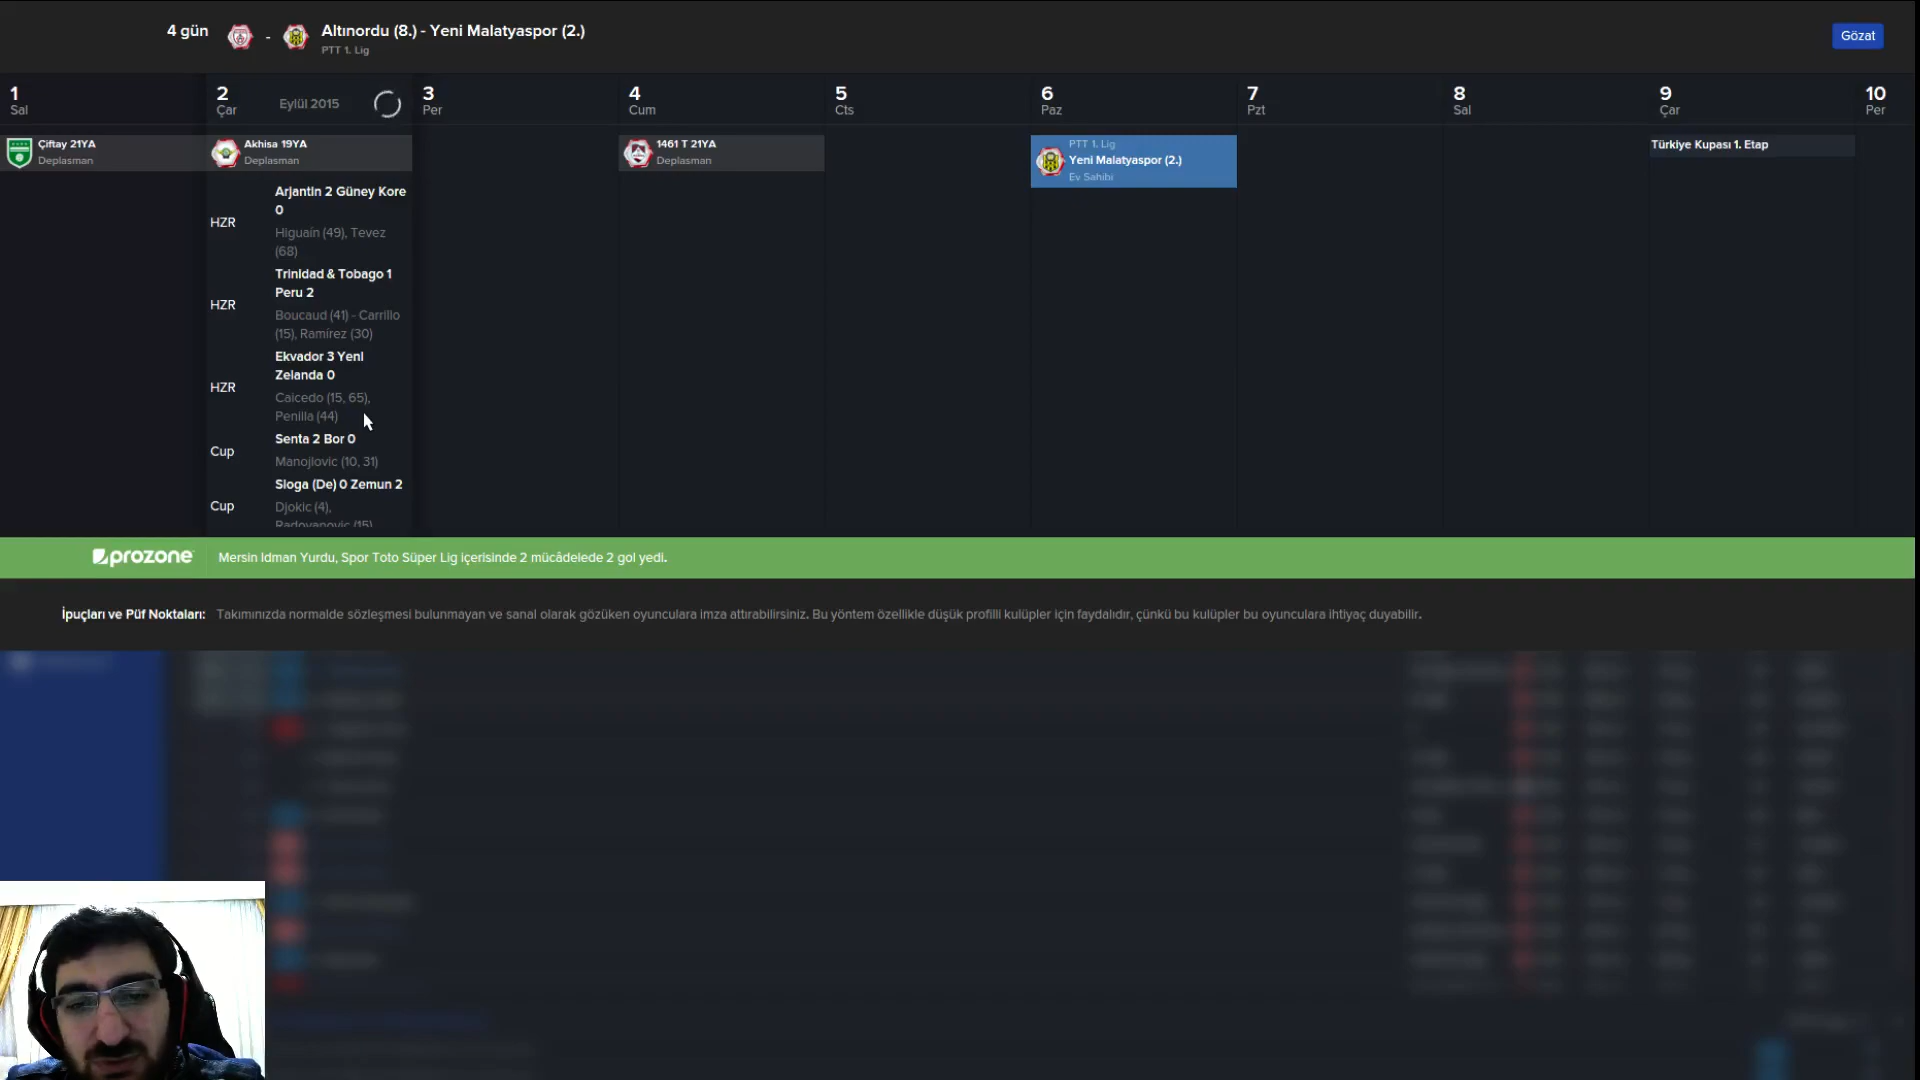 4 gün
-
Altınordu (8.) - Yeni Malatyaspor (2.)
PTT 1. Lig
Gözat
1
Sal
2
Çar
Eylül 2015
3
Per
4
Cum
5
Cts
6
Paz
7
Pzt
8
Sal
9
Çar
10
Per
Çiftay 21YA
Deplasman
Akhisa 19YA
Deplasman
1461 T 21YA
Deplasman
PTT 1. Lig
Yeni Malatyaspor (2.)
Ev Sahibi
Türkiye Kupası 1. Etap
HZR
Arjantin 2 Güney Kore
0
Higuaín (49), Tevez
(68)
HZR
Trinidad & Tobago 1
Peru 2
Boucaud (41) - Carrillo
(15), Ramírez (30)
HZR
Ekvador 3 Yeni
Zelanda 0
Caicedo (15, 65),
Penilla (44)
Cup
Senta 2 Bor 0
Manojlovic (10, 31)
Cup
Sloga (De) 0 Zemun 2
Djokic (4),
Radovanovic (15)
prozone
Mersin Idman Yurdu, Spor Toto Süper Lig içerisinde 2 mücâdelede 2 gol yedi.
İpuçları ve Püf Noktaları: Takımınızda normalde sözleşmesi bulunmayan ve sanal olarak gözüken oyunculara imza attırabilirsiniz. Bu yöntem özellikle düşük profilli kulüpler için faydalıdır, çünkü bu kulüpler bu oyunculara ihtiyaç duyabilir.